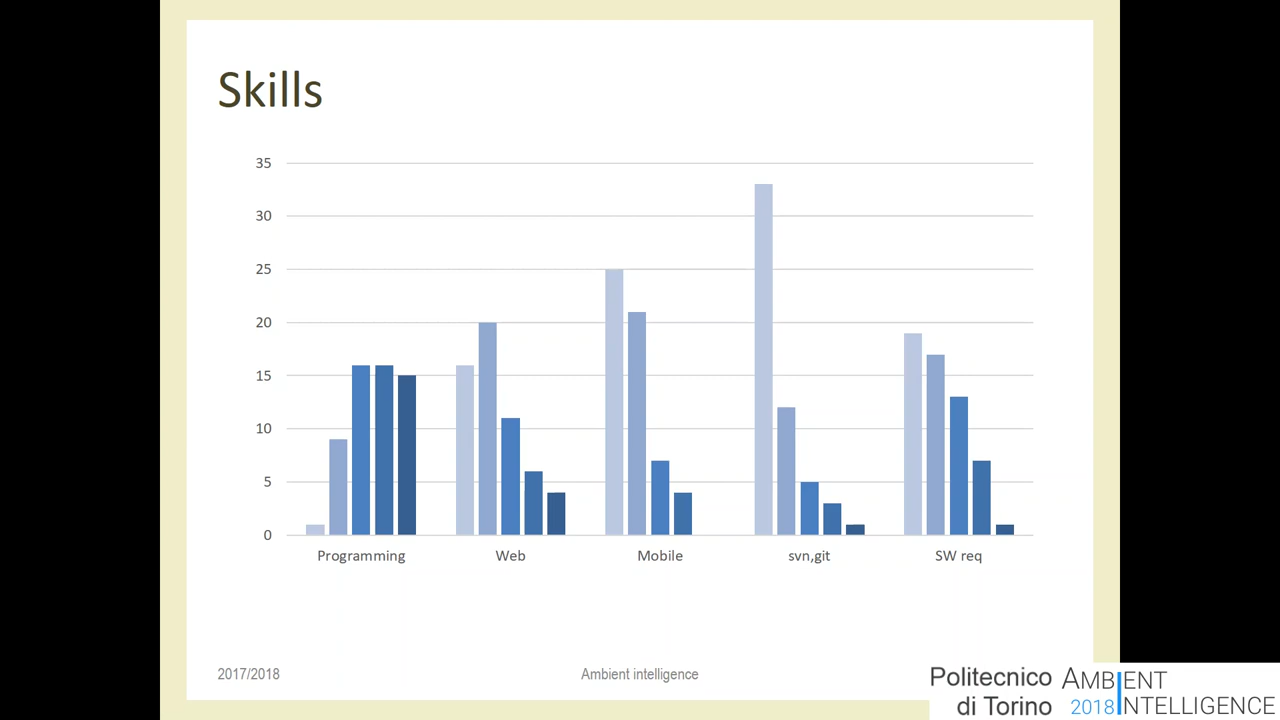 Skills
35
30
25
20
15
10
5
0
Programming Web Mobile svn,git SW req
2017/2018 Ambient intelligence
Politecnico
di Torino
AMBIENT
2018 INTELLIGENCE